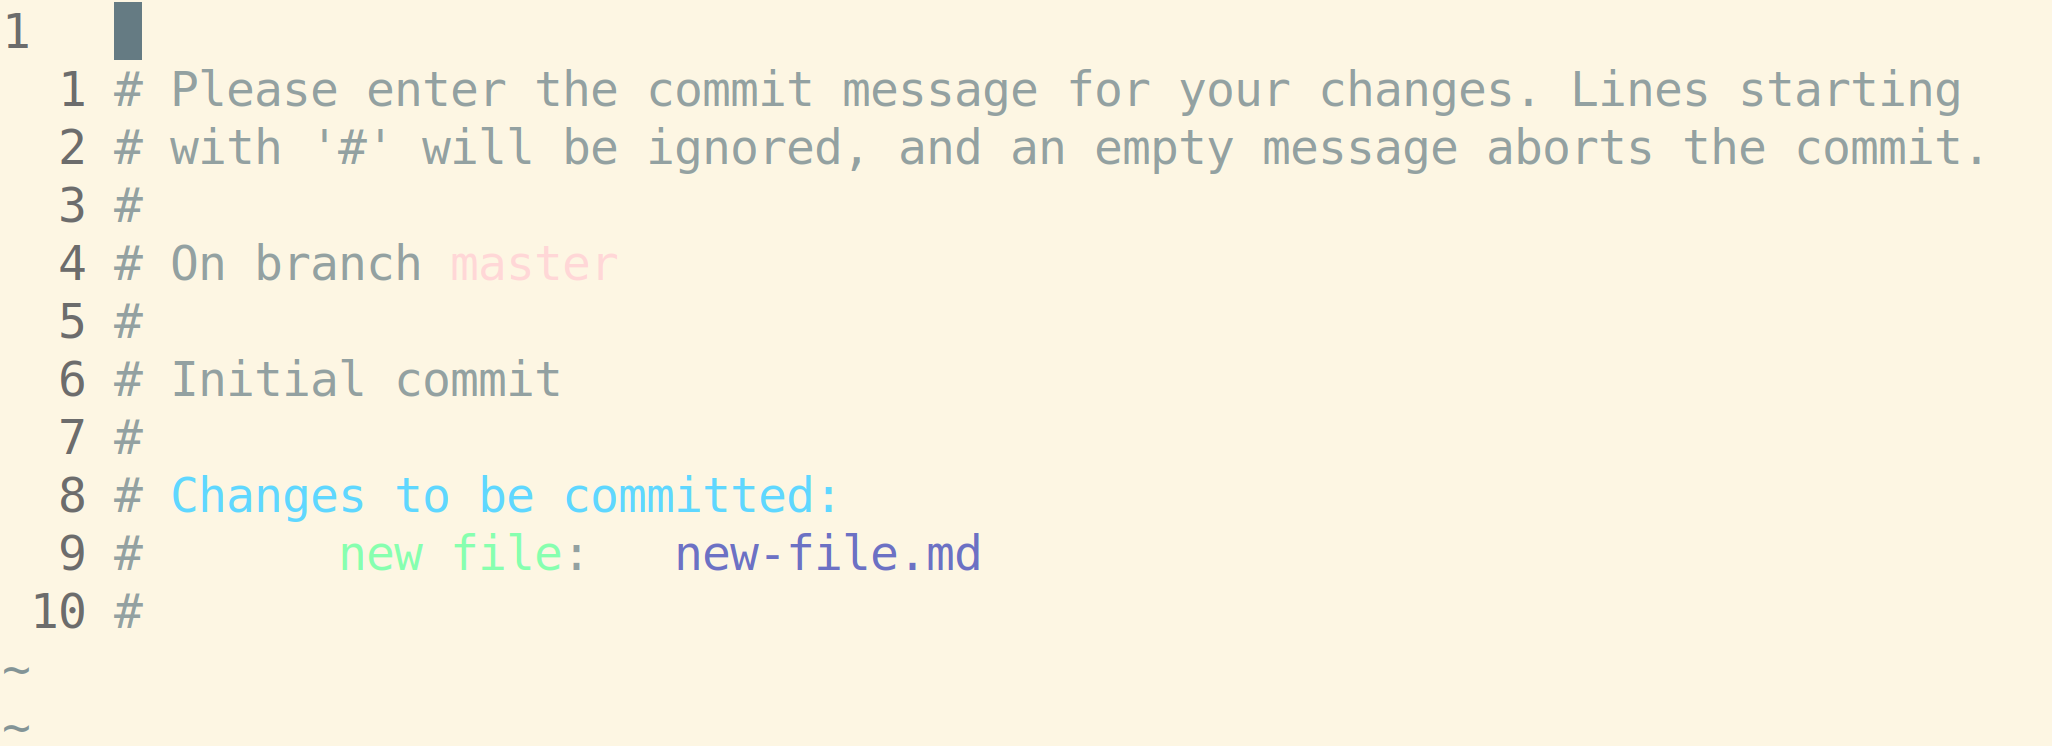 1
1 # Please enter the commit message for your changes. Lines starting
2 # with '#' will be ignored, and an empty message aborts the commit.
3 #
4 # On branch master
5 #
6 # Initial commit
7 #
8 # Changes to be committed:
9 #       new file:   new-file.md
10 #
~
~